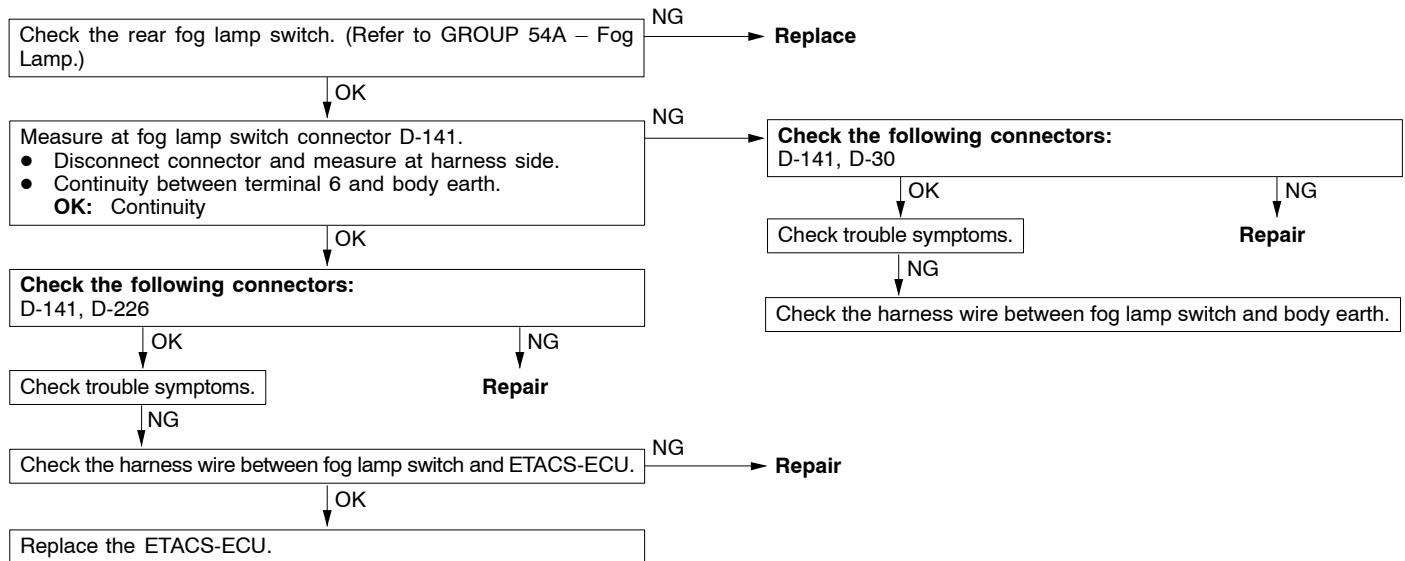 Check the rear fog lamp switch. (Refer to GROUP 54A – Fog
Lamp.)
NG
Replace
OK
Measure at fog lamp switch connector D-141.
● Disconnect connector and measure at harness side.
● Continuity between terminal 6 and body earth.
OK: Continuity
NG
Check the following connectors:
D-141, D-30
OK
NG
Check trouble symptoms.
Repair
NG
Check the harness wire between fog lamp switch and body earth.
OK
Check the following connectors:
D-141, D-226
OK
NG
Check trouble symptoms.
Repair
NG
Check the harness wire between fog lamp switch and ETACS-ECU.
NG
Repair
OK
Replace the ETACS-ECU.